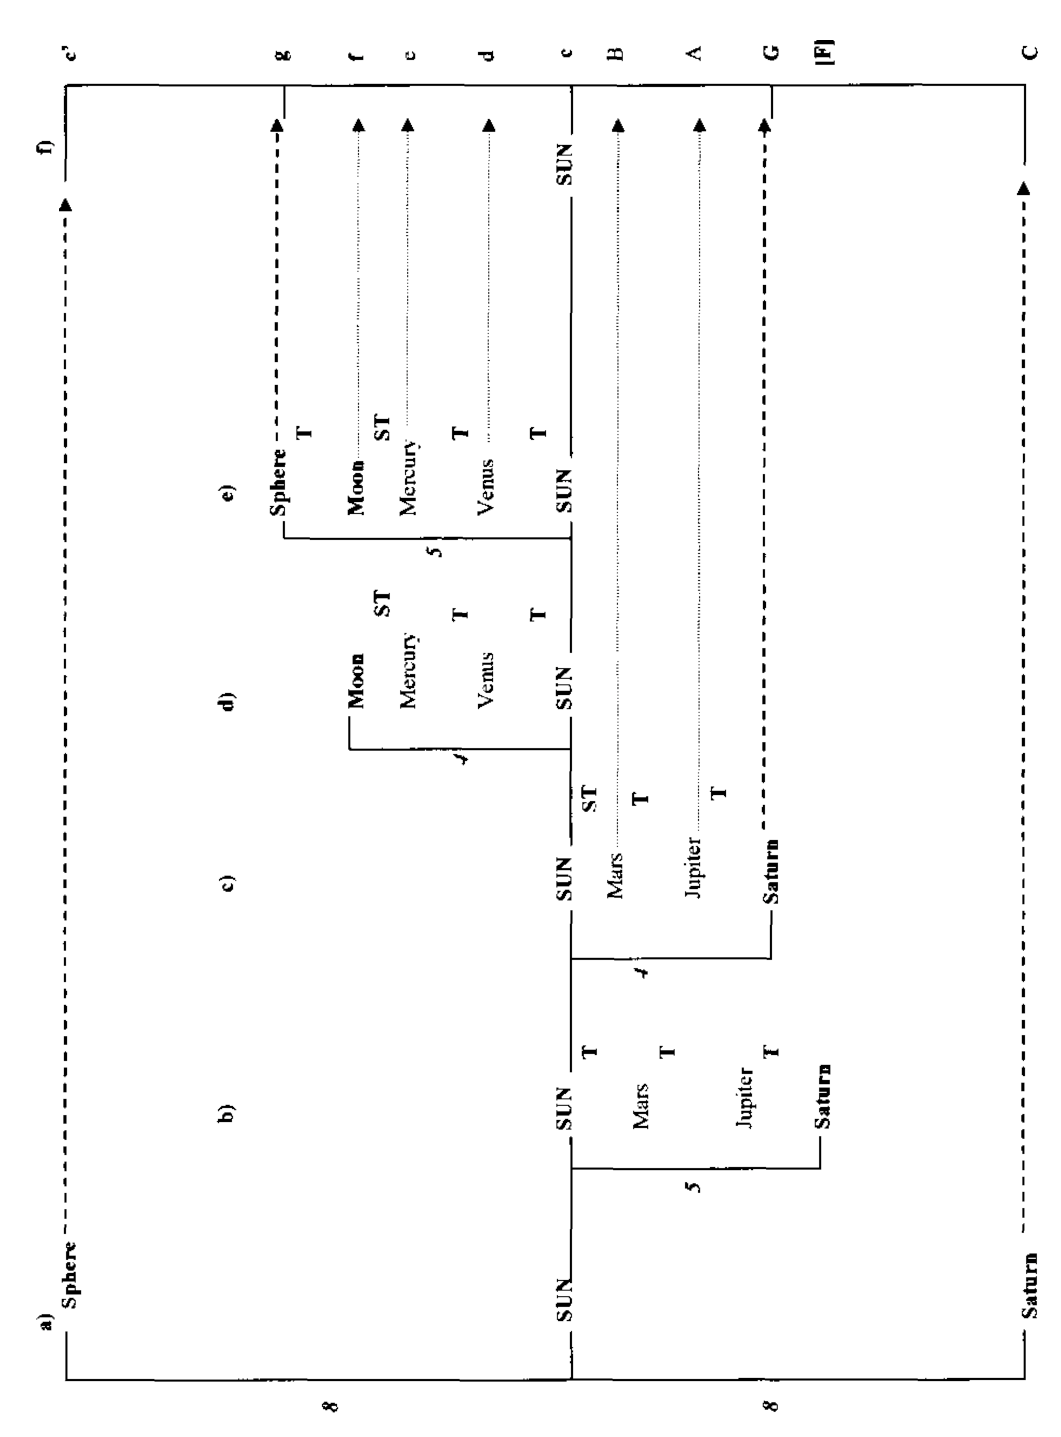 a) f)
Sphere c'
b) c) d) e)
Sphere g
T
8
Moon Moon f
ST ST
Mercury Mercury e
5
4 T T
Venus Venus d
T T
SUN SUN SUN SUN SUN SUN c
T ST
Mars B
Mars 4 T
T
5 Jupiter A
T
Jupiter
8 T Saturn G
Saturn [F]
Saturn C